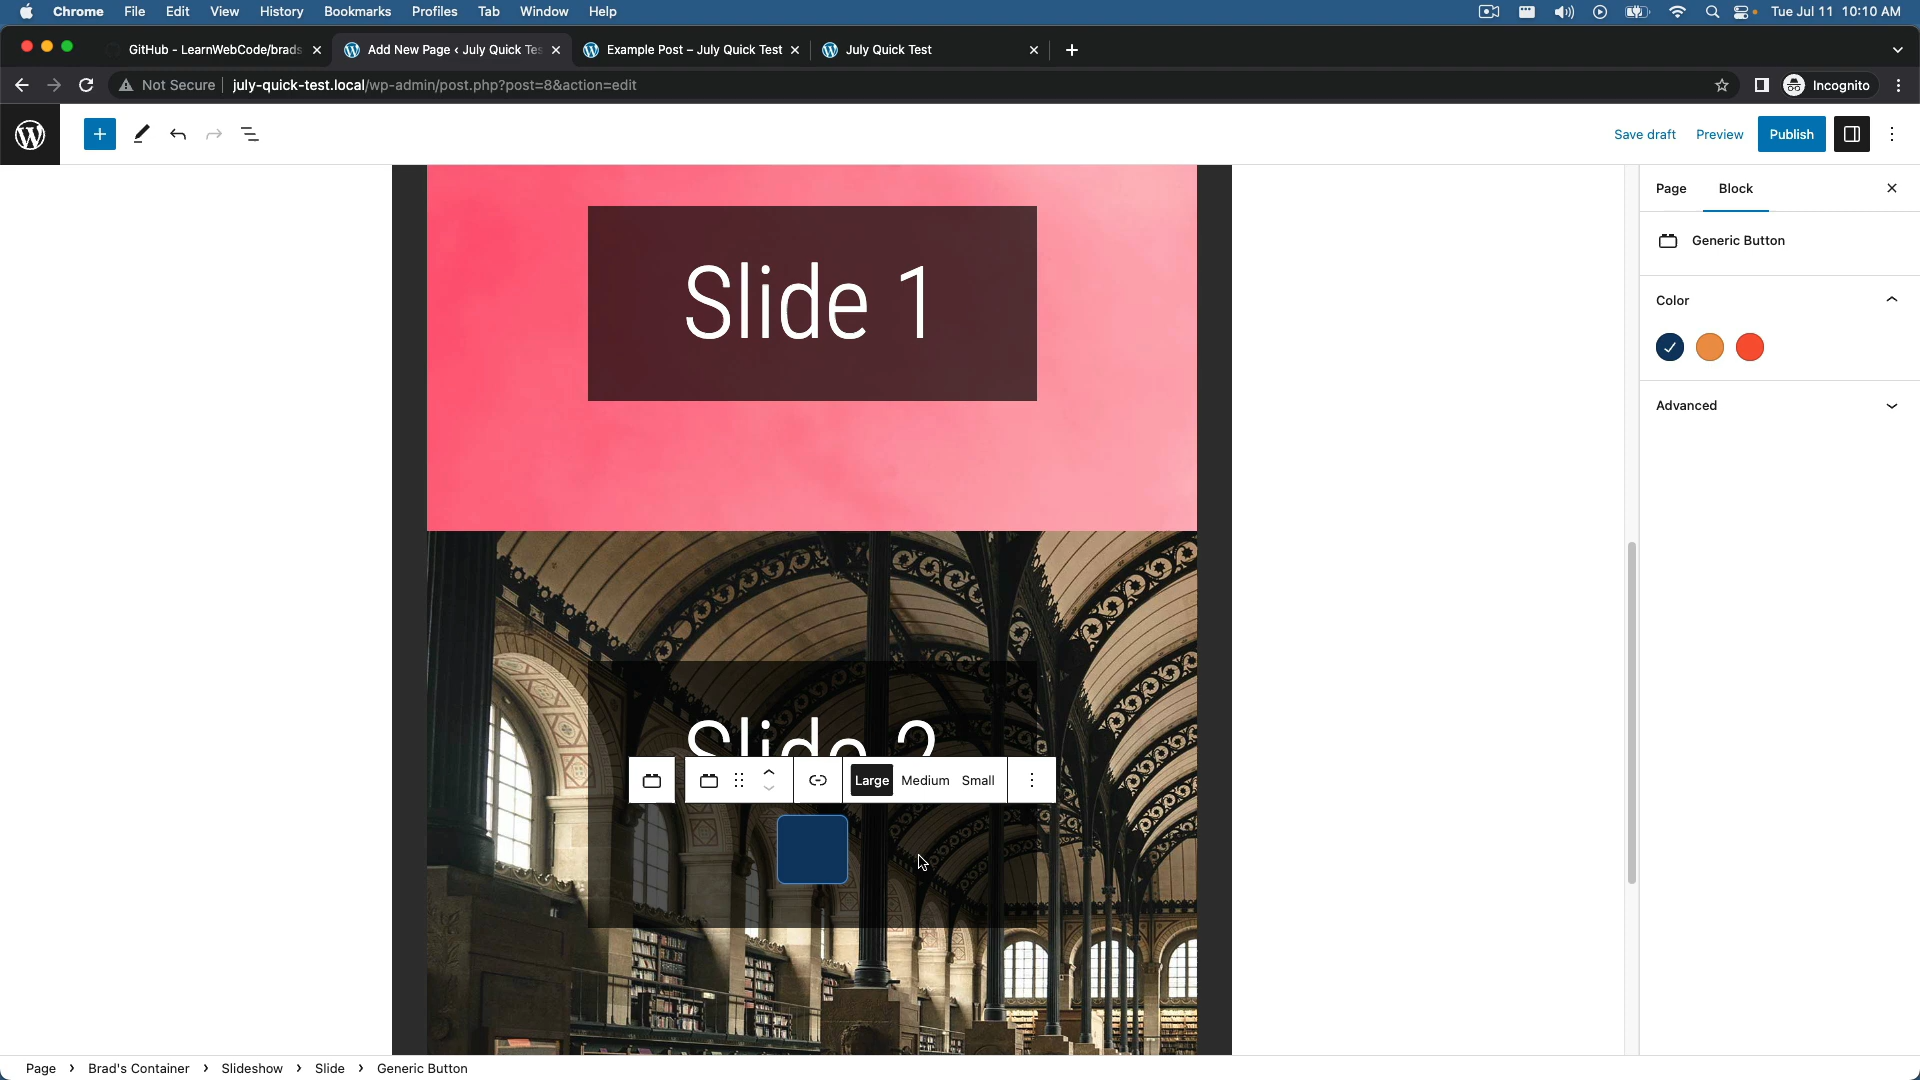 Chrome File Edit View History Bookmarks Profiles Tab Window Help Tue Jul 11 10:10 AM
GitHub - LearnWebCode/brads Add New Page ‹ July Quick Tes Example Post – July Quick Test July Quick Test
Not Secure july-quick-test.local/wp-admin/post.php?post=8&action=edit Incognito
Save draft Preview Publish
Page Block
Generic Button
Color
Advanced
Slide 1
Slide 2
Large Medium Small
Page › Brad's Container › Slideshow › Slide › Generic Button